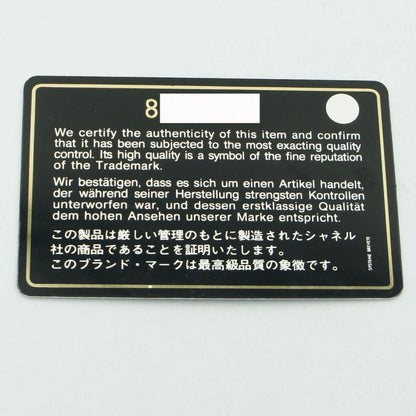 8
We certify the authenticity of this item and confirm
that it has been subjected to the most exacting quality
control. Its high quality is a symbol of the fine reputation
of the Trademark.
Wir bestätigen, dass es sich um einen Artikel handelt,
der während seiner Herstellung strengsten Kontrollen
unterworfen war, und dessen erstklassige Qualität
dem hohen Ansehen unserer Marke entspricht.
この製品は厳しい管理のもとに製造されたシャネル
社の商品であることを証明いたします。
このブランド・マークは最高級品質の象徴です。
SYSTEME BREVETE